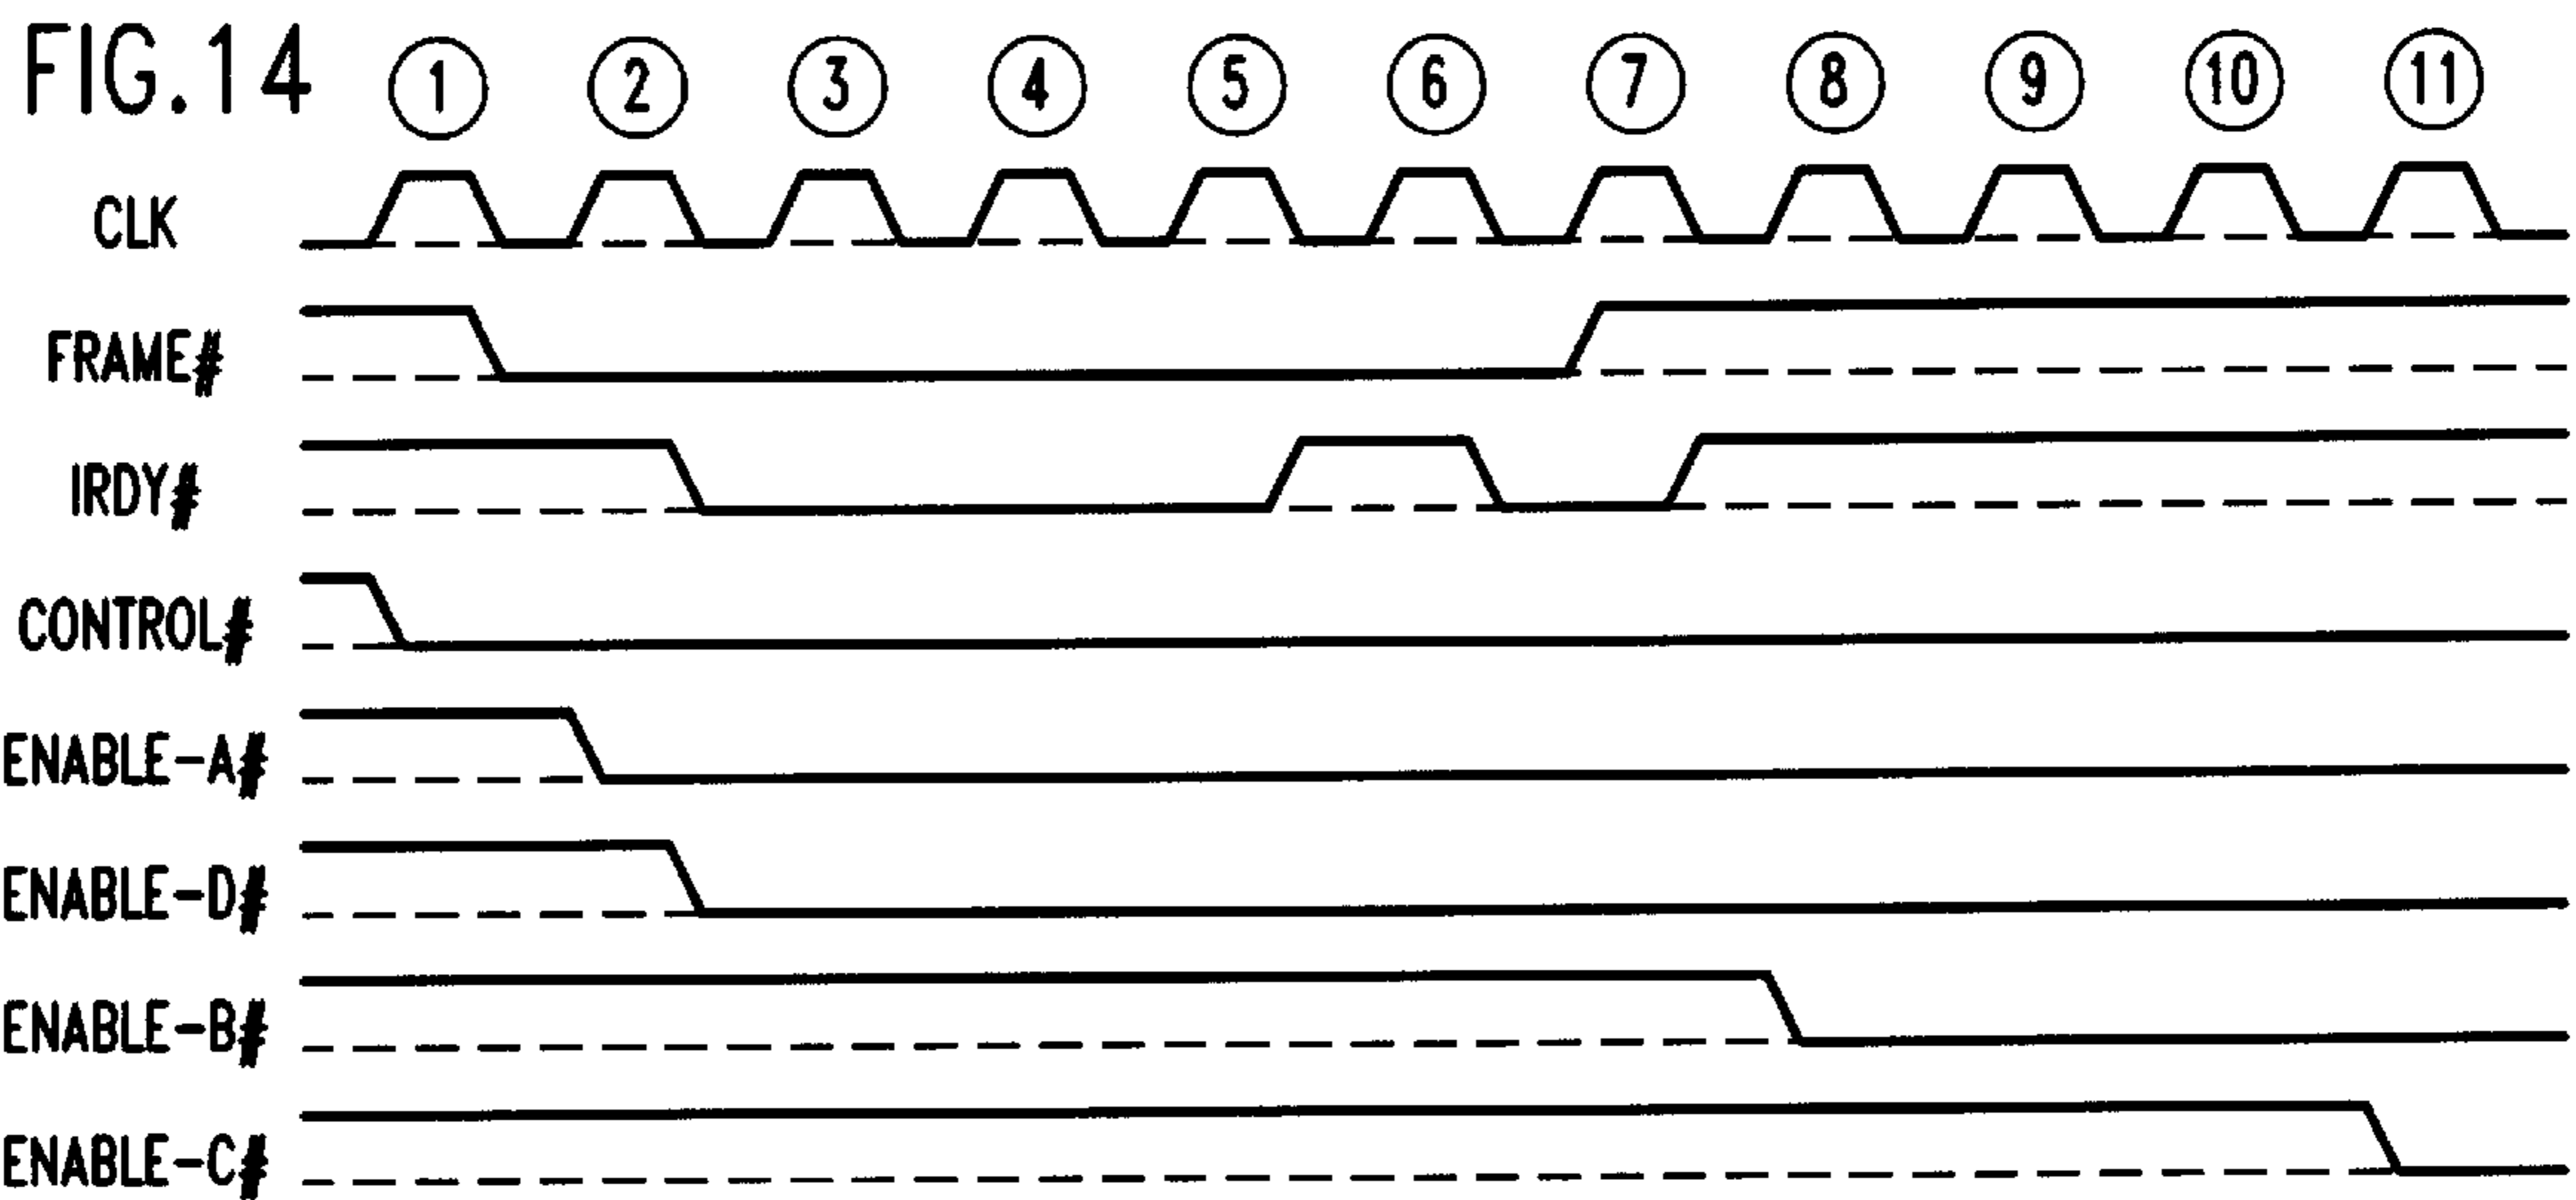 FIG.14 1 2 3 4 5 6 7 8 9 10 11
CLK
FRAME#
IRDY#
CONTROL#
ENABLE-A#
ENABLE-D#
ENABLE-B#
ENABLE-C#